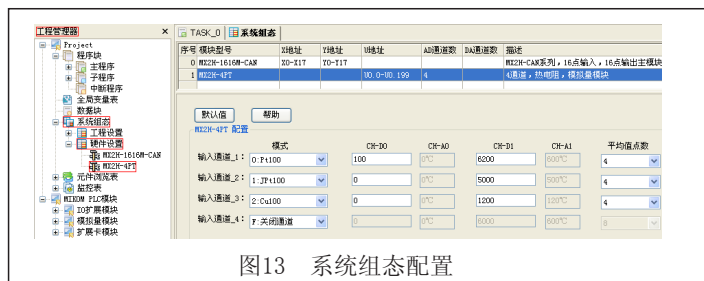 工程管理器 ×
Project
程序块
主程序
子程序
中断程序
全局变量表
数据块
系统组态
工程设置
硬件设置
MX2H-1616M-CAN
MX2H-4PT
元件浏览表
监控表
MIKOM PLC模块
IO扩展模块
模拟量模块
扩展卡模块
TASK_O 系统组态
序号 模块型号 X地址 Y地址 U地址 AD通道数 DA通道数 描述
0 MX2H-1616M-CAN X0-X17 Y0-Y17 MX2H-CAN系列,16点输入,16点输出主模块
1 MX2H-4PT U0.0-U0.199 4 4通道,热电阻,模拟量模块
默认值 帮助
MX2H-4PT 配置
模式 CH-D0 CH-A0 CH-D1 CH-A1 平均值点数
输入通道_1: 0:Pt100 100 0℃ 6200 600℃ 4
输入通道_2: 1:JPt100 0 0℃ 5000 500℃ 4
输入通道_3: 2:Cu100 0 0℃ 1200 120℃ 4
输入通道_4: F:关闭通道 0 0℃ 6000 600℃ 8
图13 系统组态配置